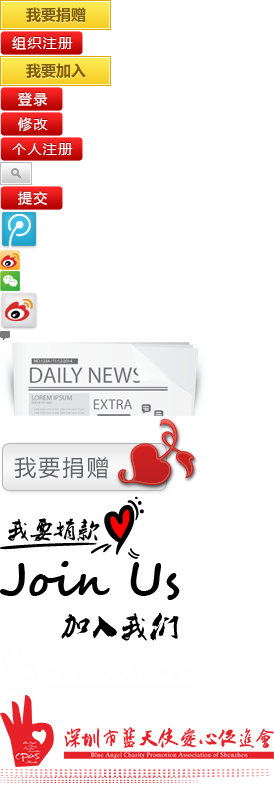 我要捐赠
组织注册
我要加入
登录
修改
个人注册
提交
DAILY NEWS
LOREM IPSUM
EXTRA
我要捐赠
我要捐款
Join Us
加入我们
深圳市蓝天使爱心促進會
Blue Angel Charity Promotion Association of Shenzhen
CPAS